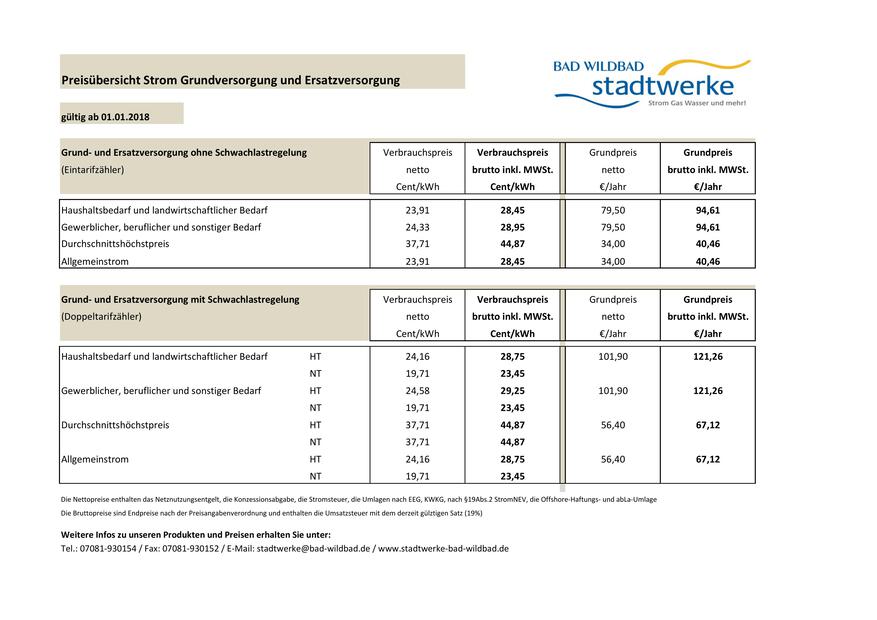 Preisübersicht Strom Grundversorgung und Ersatzversorgung
BAD WILDBAD
stadtwerke
Strom Gas Wasser und mehr!
gültig ab 01.01.2018
Grund- und Ersatzversorgung ohne Schwachlastregelung Verbrauchspreis Verbrauchspreis Grundpreis Grundpreis
(Eintarifzähler) netto brutto inkl. MWSt. netto brutto inkl. MWSt.
Cent/kWh Cent/kWh €/Jahr €/Jahr
Haushaltsbedarf und landwirtschaftlicher Bedarf 23,91 28,45 79,50 94,61
Gewerblicher, beruflicher und sonstiger Bedarf 24,33 28,95 79,50 94,61
Durchschnittshöchstpreis 37,71 44,87 34,00 40,46
Allgemeinstrom 23,91 28,45 34,00 40,46
Grund- und Ersatzversorgung mit Schwachlastregelung Verbrauchspreis Verbrauchspreis Grundpreis Grundpreis
(Doppeltarifzähler) netto brutto inkl. MWSt. netto brutto inkl. MWSt.
Cent/kWh Cent/kWh €/Jahr €/Jahr
Haushaltsbedarf und landwirtschaftlicher Bedarf HT 24,16 28,75 101,90 121,26
NT 19,71 23,45
Gewerblicher, beruflicher und sonstiger Bedarf HT 24,58 29,25 101,90 121,26
NT 19,71 23,45
Durchschnittshöchstpreis HT 37,71 44,87 56,40 67,12
NT 37,71 44,87
Allgemeinstrom HT 24,16 28,75 56,40 67,12
NT 19,71 23,45
Die Nettopreise enthalten das Netznutzungsentgelt, die Konzessionsabgabe, die Stromsteuer, die Umlagen nach EEG, KWKG, nach §19Abs.2 StromNEV, die Offshore-Haftungs- und abLa-Umlage
Die Bruttopreise sind Endpreise nach der Preisangabenverordnung und enthalten die Umsatzsteuer mit dem derzeit gülztigen Satz (19%)
Weitere Infos zu unseren Produkten und Preisen erhalten Sie unter:
Tel.: 07081-930154 / Fax: 07081-930152 / E-Mail: stadtwerke@bad-wildbad.de / www.stadtwerke-bad-wildbad.de